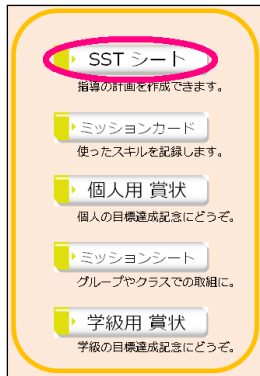 SST シート
指導の計画を作成できます。
ミッションカード
使ったスキルを記録します。
個人用 賞状
個人の目標達成記念にどうぞ。
ミッションシート
グループやクラスでの取組に。
学級用 賞状
学級の目標達成記念にどうぞ。